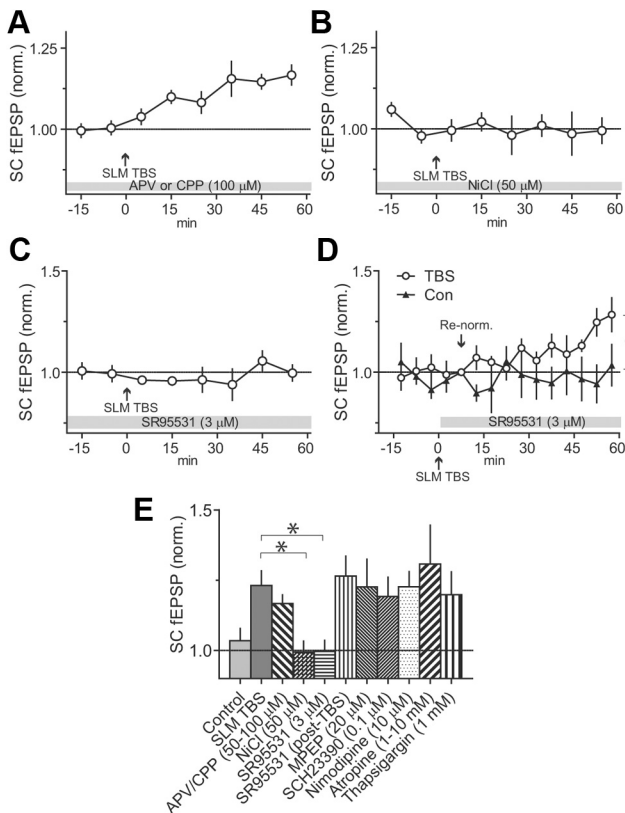 A
SC fEPSP (norm.)
1.25
1.00
SLM TBS
APV or CPP (100 µM)
-15 0 15 30 45 60
min
B
SC fEPSP (norm.)
1.25
1.00
SLM TBS
NiCl (50 µM)
-15 0 15 30 45 60
min
C
SC fEPSP (norm.)
1.5
1.0
SLM TBS
SR95531 (3 µM)
-15 0 15 30 45 60
min
D
SC fEPSP (norm.)
1.5
1.0
TBS
Con
Re-norm.
SR95531 (3 µM)
-15 0 15 30 45 60
min
SLM TBS
E
SC fEPSP (norm.)
1.5
1.0
*
*
Control
SLM TBS
APV/CPP (50-100 µM)
NiCl (50 µM)
SR95531 (3 µM)
SR95531 (post-TBS)
MPEP (20 µM)
SCH23390 (0.1 µM)
Nimodipine (10 µM)
Atropine (1-10 mM)
Thapsigargin (1 mM)